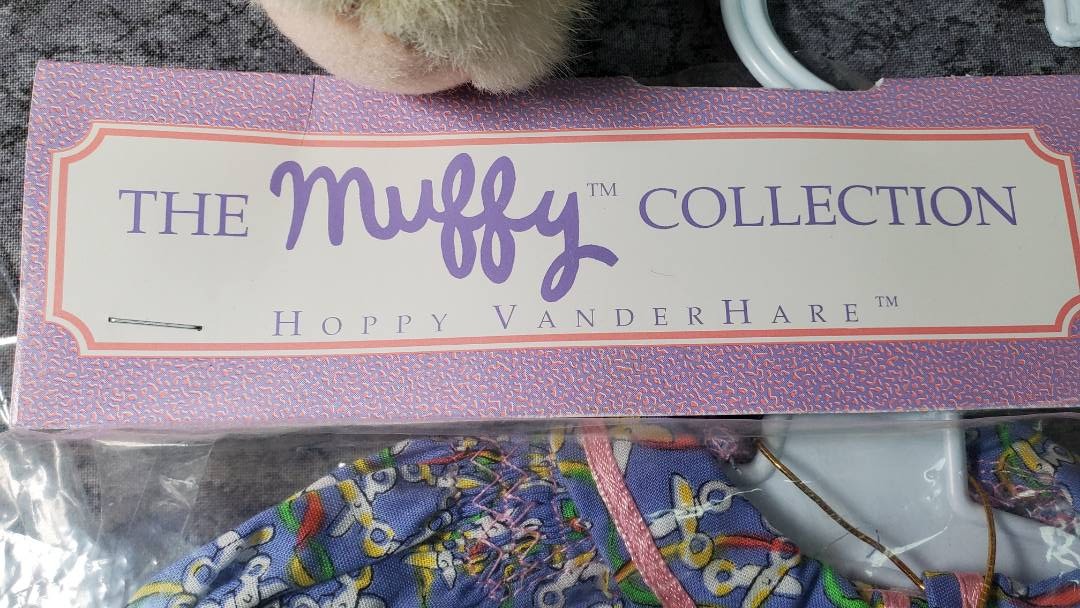 THE Muffy™ COLLECTION
HOPPY VANDERHARE™